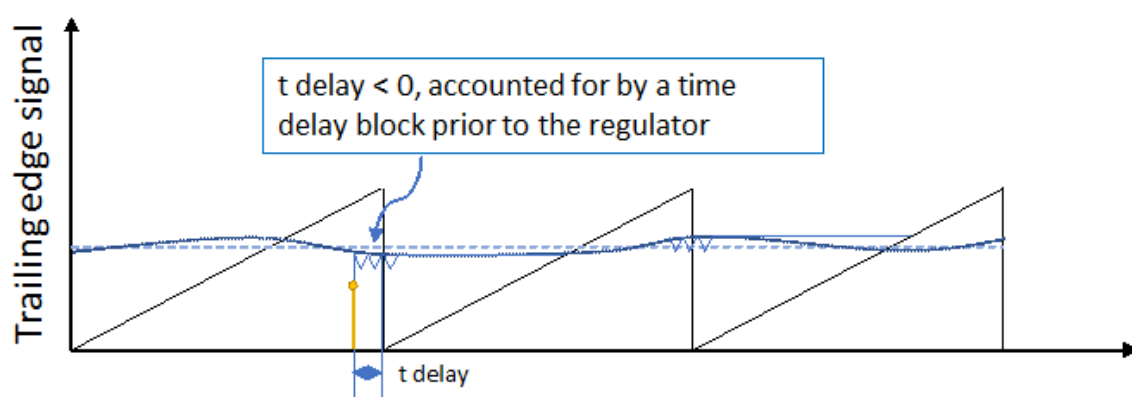 Trailing edge signal
t delay < 0, accounted for by a time
delay block prior to the regulator
t delay